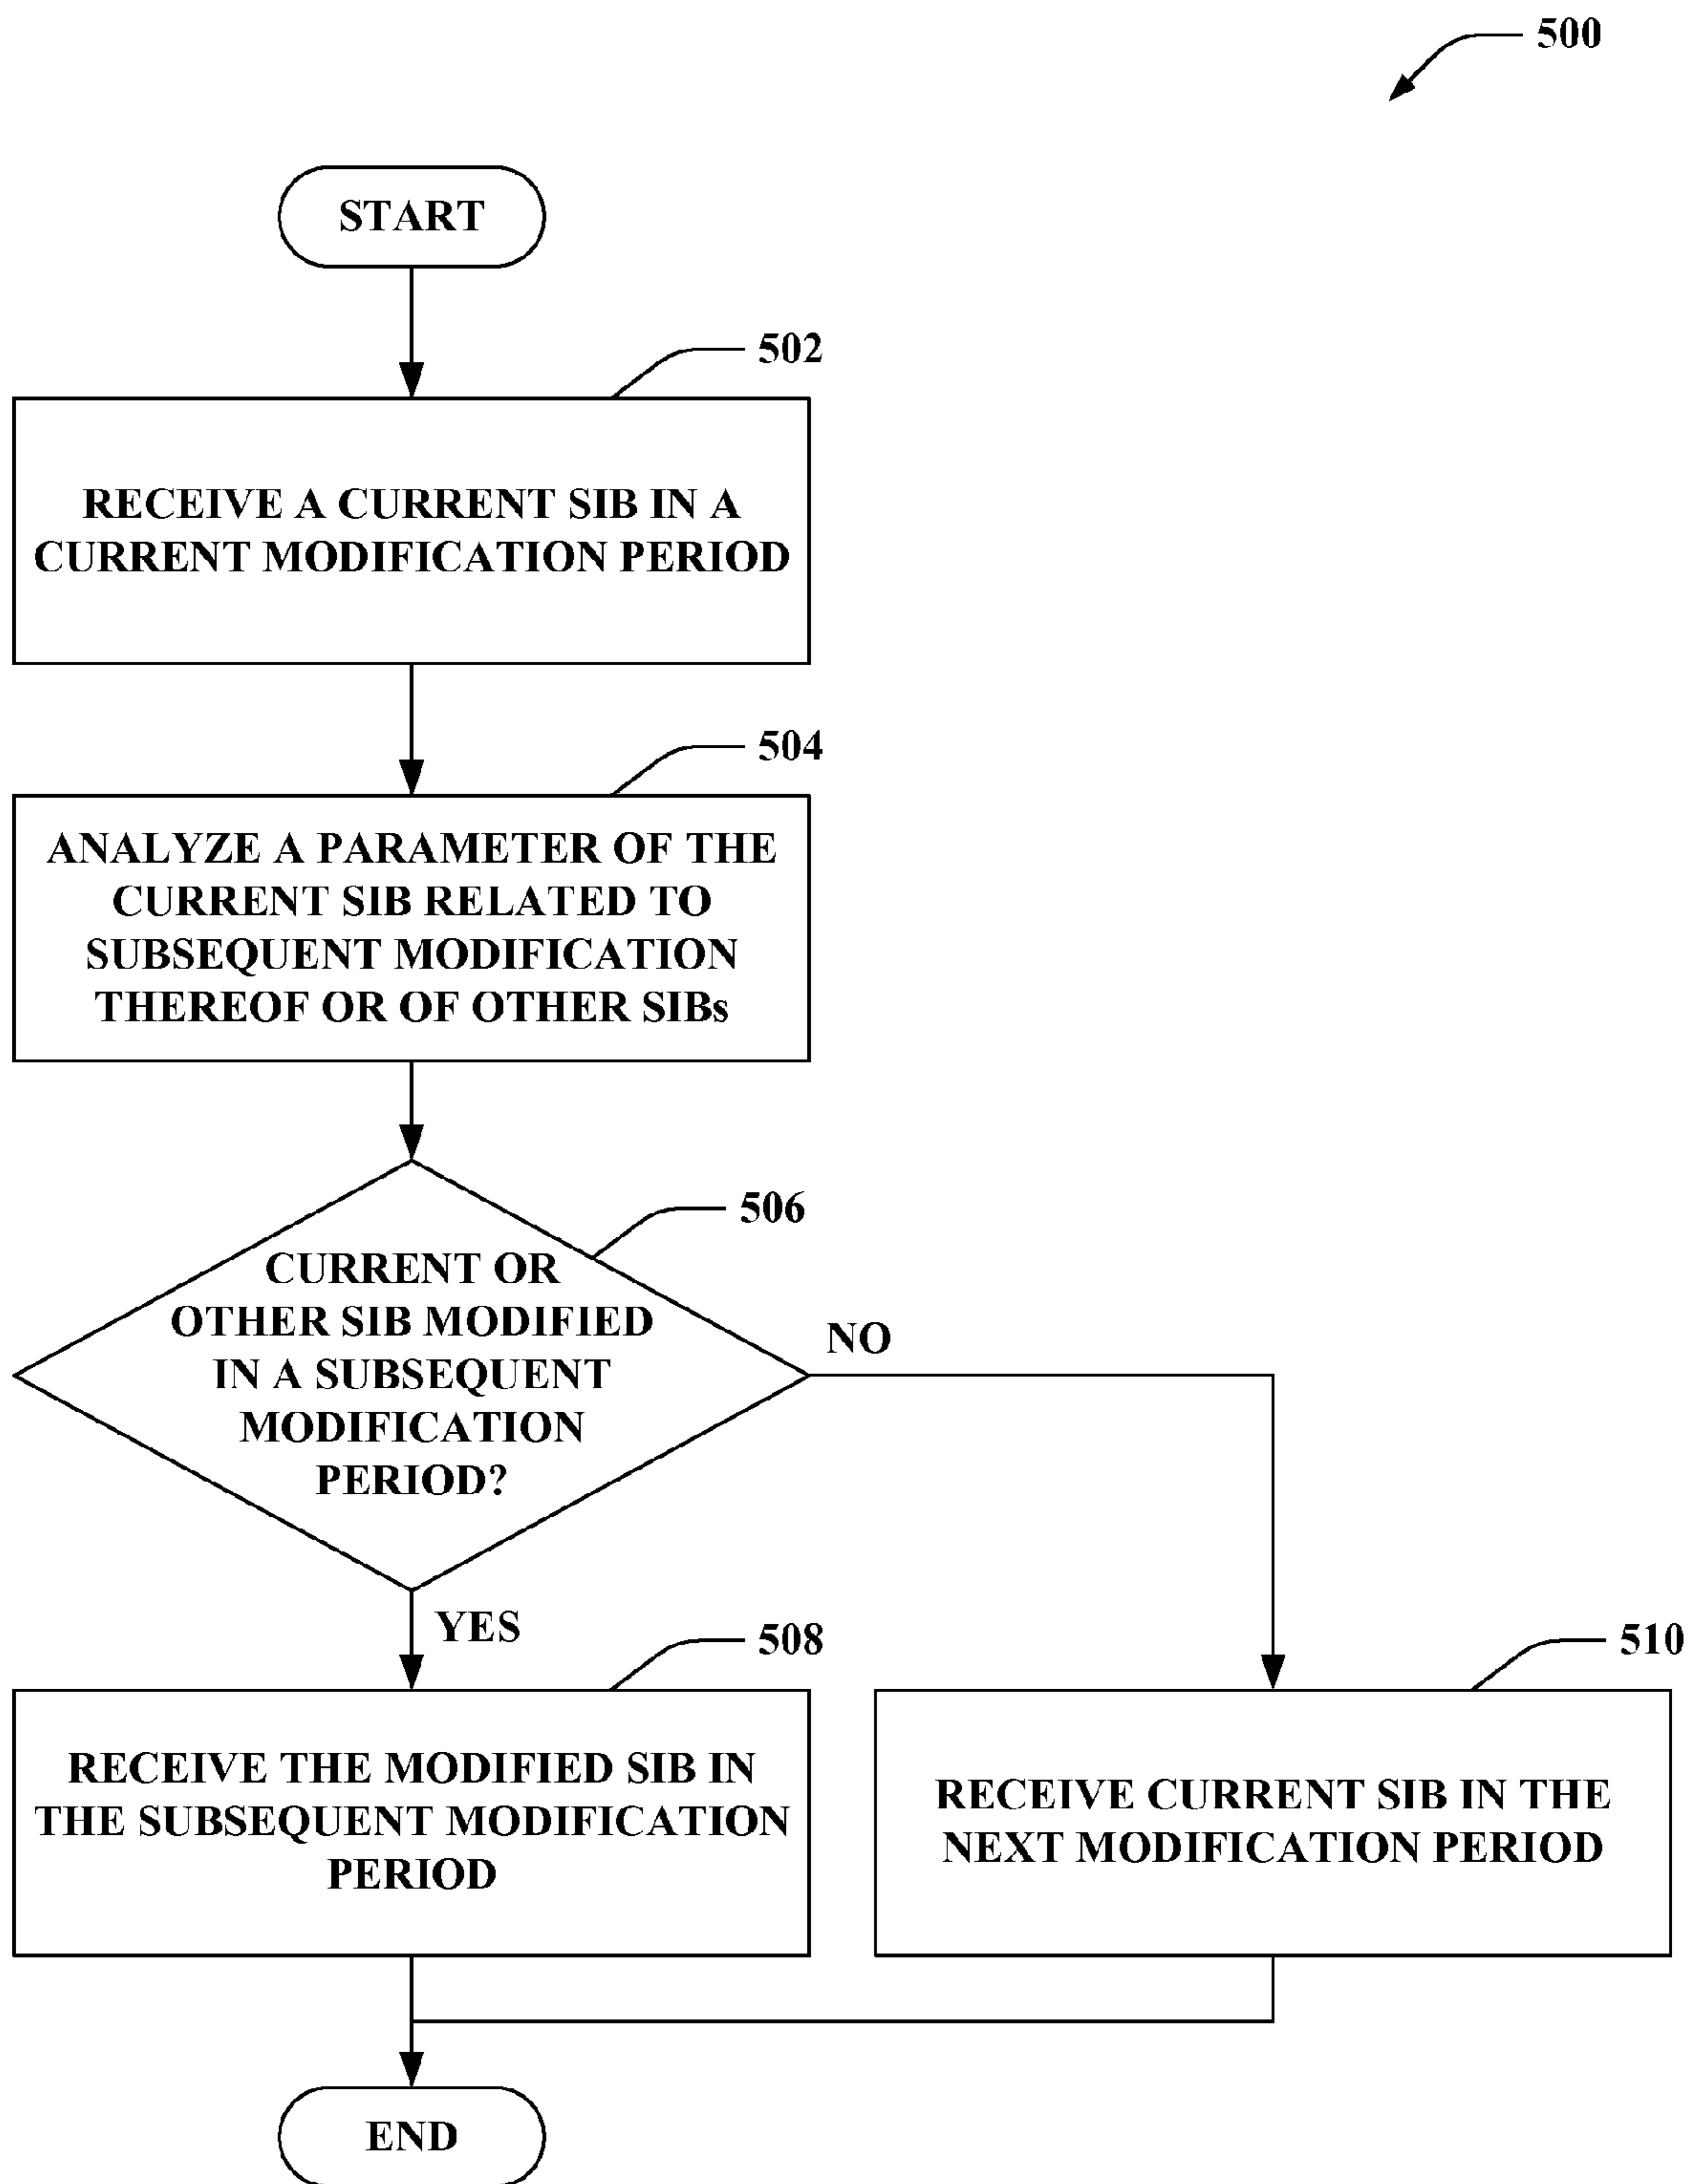 500
START
502
RECEIVE A CURRENT SIB IN A
CURRENT MODIFICATION PERIOD
504
ANALYZE A PARAMETER OF THE
CURRENT SIB RELATED TO
SUBSEQUENT MODIFICATION
THEREOF OR OF OTHER SIBs
506
CURRENT OR
OTHER SIB MODIFIED
IN A SUBSEQUENT
MODIFICATION
PERIOD?
NO
YES
508
RECEIVE THE MODIFIED SIB IN
THE SUBSEQUENT MODIFICATION
PERIOD
510
RECEIVE CURRENT SIB IN THE
NEXT MODIFICATION PERIOD
END